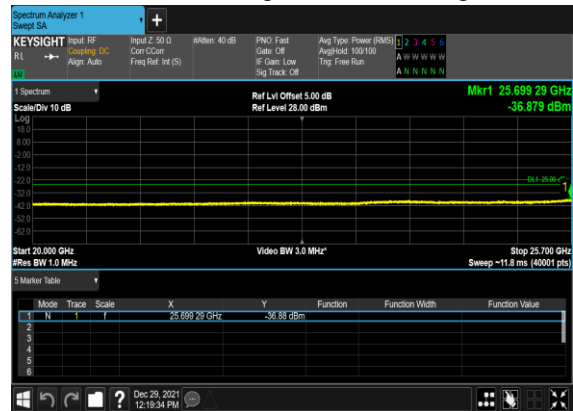 Spectrum Analyzer 1
Swept SA
KEYSIGHT Input: RF Input Z: 50 Ω #Atten: 40 dB PNO: Fast Avg Type: Power (RMS) 1 2 3 4 5 6
RL Coupling: DC Corr CCorr Gate: Off Avg|Hold: 100/100 A W W W W W
Align: Auto Freq Ref: Int (S) IF Gain: Low Trig: Free Run
LU Sig Track: Off A N N N N N
1 Spectrum Ref Lvl Offset 5.00 dB Mkr1 25.699 29 GHz
Scale/Div 10 dB Ref Level 28.00 dBm -36.879 dBm
Log
18.0
8.00
-2.00
-12.0
-22.0
DL1 -25.00
-32.0 1
-42.0
-52.0
-62.0
Start 20.000 GHz Video BW 3.0 MHz* Stop 25.700 GHz
#Res BW 1.0 MHz Sweep ~11.8 ms (40001 pts)
5 Marker Table
Mode Trace Scale X Y Function Function Width Function Value
1 N 1 f 25.699 29 GHz -36.88 dBm
2
3
4
5
6
? Dec 29, 2021
12:19:34 PM